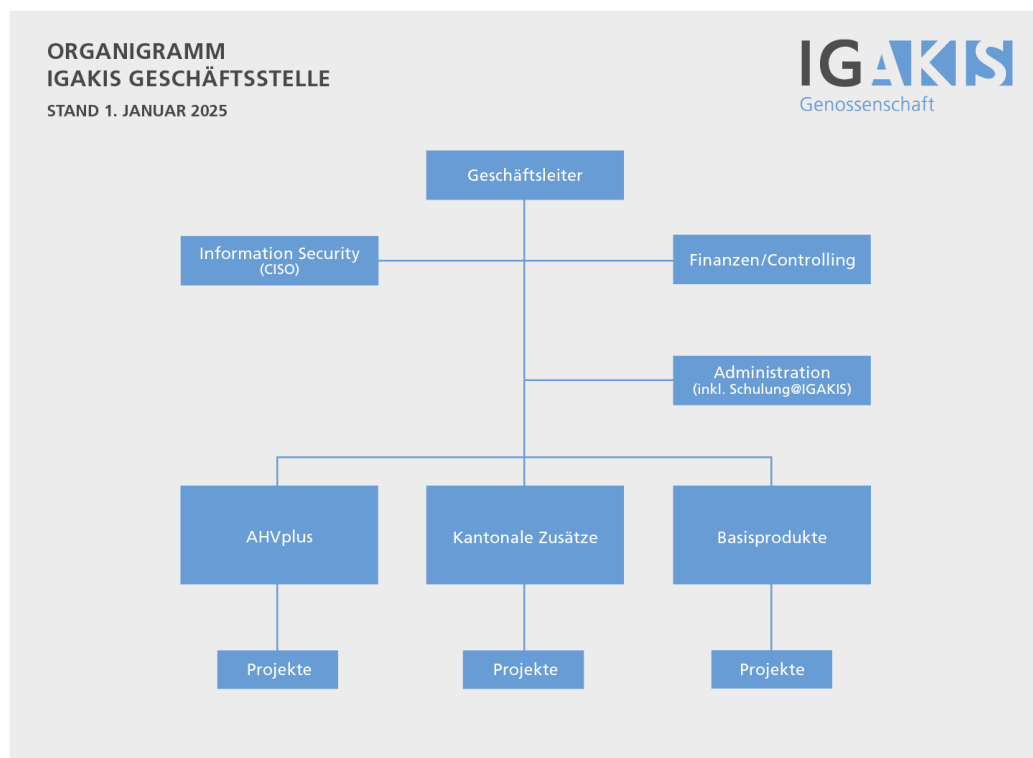 ORGANIGRAMM
IGAKIS GESCHÄFTSSTELLE
STAND 1. JANUAR 2025
IGAKIS
Genossenschaft
Geschäftsleiter
Information Security
(CISO)
Finanzen/Controlling
Administration
(inkl. Schulung@IGAKIS)
AHVplus
Kantonale Zusätze
Basisprodukte
Projekte
Projekte
Projekte